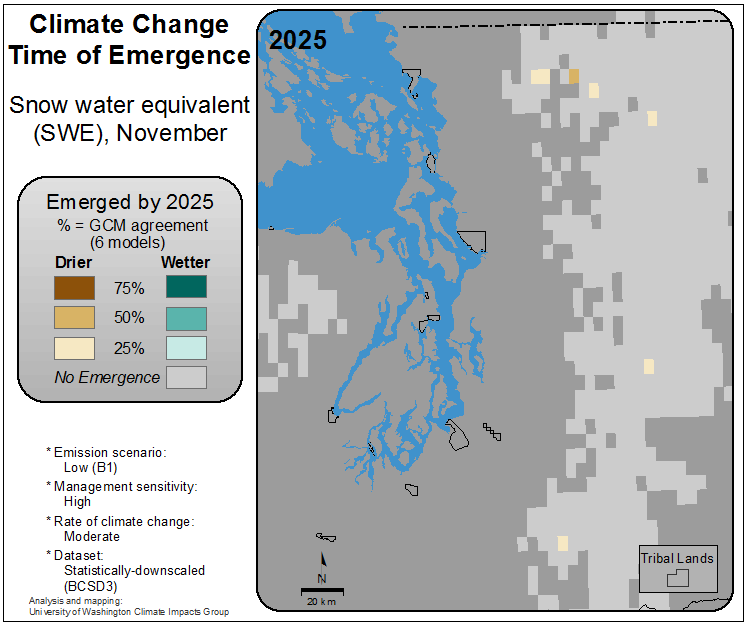 Climate Change
Time of Emergence
Snow water equivalent
(SWE), November
Emerged by 2025
% = GCM agreement
(6 models)
Drier Wetter
75%
50%
25%
No Emergence
* Emission scenario:
Low (B1)
* Management sensitivity:
High
* Rate of climate change:
Moderate
* Dataset:
Statistically-downscaled
(BCSD3)
Analysis and mapping:
University of Washington Climate Impacts Group
2025
N
20 km
Tribal Lands